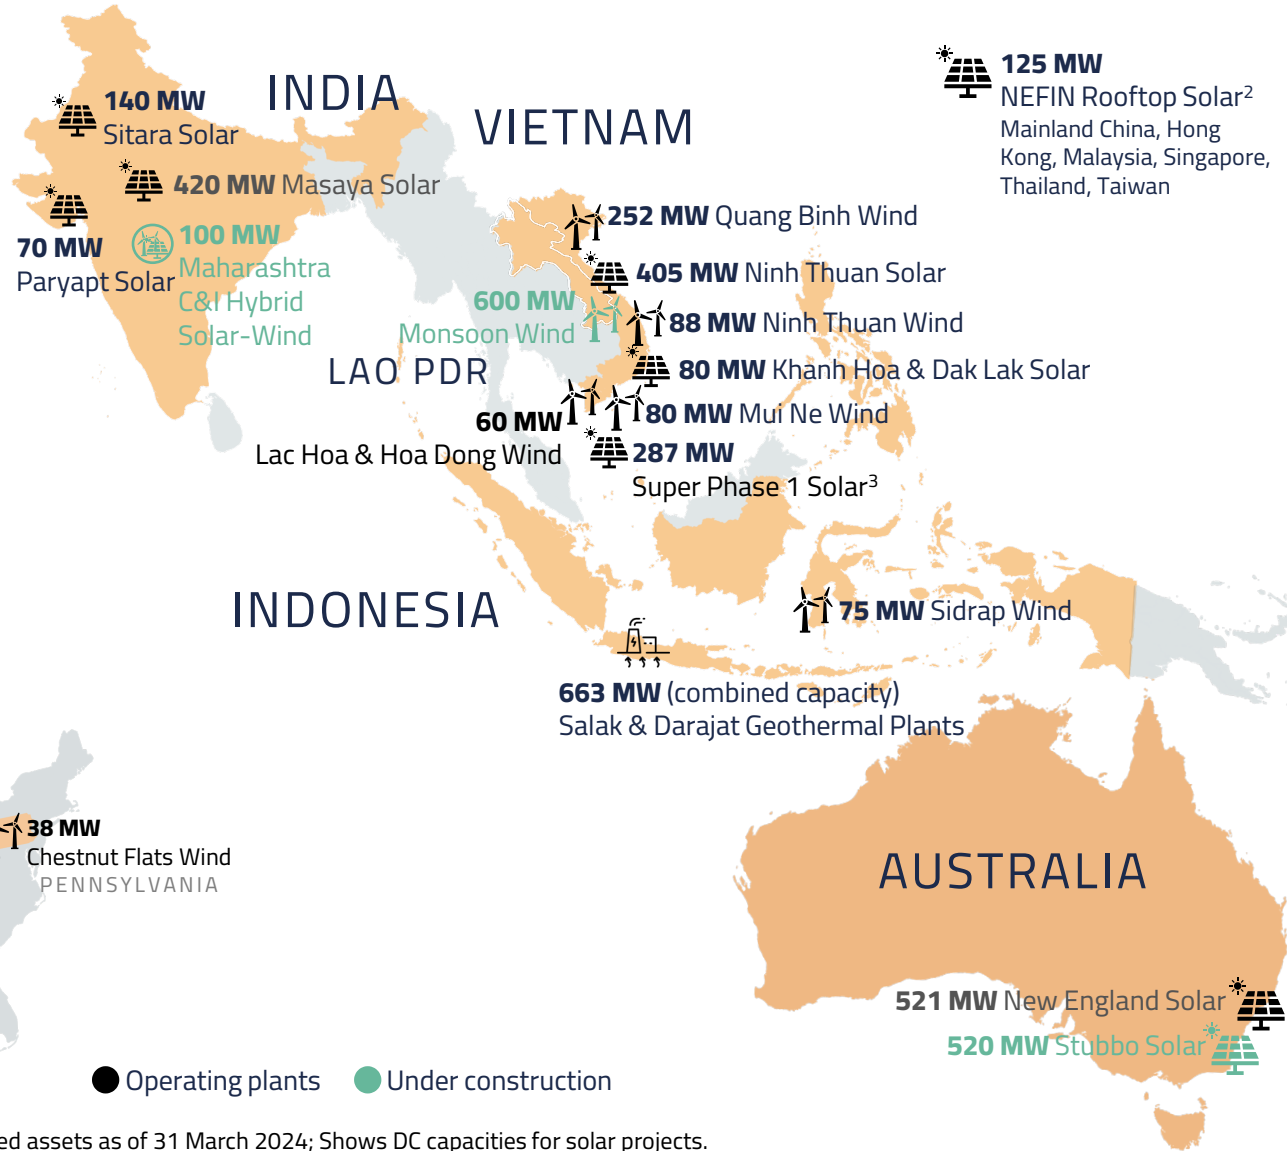 INDIA
VIETNAM
125 MW
NEFIN Rooftop Solar²
Mainland China, Hong
Kong, Malaysia, Singapore,
Thailand, Taiwan
140 MW
Sitara Solar
420 MW Masaya Solar
70 MW
Paryapt Solar
100 MW
Maharashtra
C&I Hybrid
Solar-Wind
252 MW Quang Binh Wind
405 MW Ninh Thuan Solar
600 MW
Monsoon Wind
88 MW Ninh Thuan Wind
LAO PDR
80 MW Khanh Hoa & Dak Lak Solar
60 MW
Lac Hoa & Hoa Dong Wind
80 MW Mui Ne Wind
287 MW
Super Phase 1 Solar³
INDONESIA
75 MW Sidrap Wind
663 MW (combined capacity)
Salak & Darajat Geothermal Plants
38 MW
Chestnut Flats Wind
PENNSYLVANIA
AUSTRALIA
521 MW New England Solar
520 MW Stubbo Solar
Operating plants
Under construction
assets as of 31 March 2024; Shows DC capacities for solar projects.